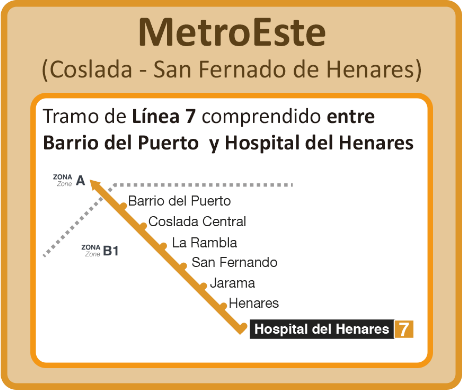 MetroEste
(Coslada - San Fernado de Henares)
Tramo de Línea 7 comprendido entre
Barrio del Puerto y Hospital del Henares
ZONA
Zone
A
Barrio del Puerto
Coslada Central
La Rambla
ZONA
Zone
B1
San Fernando
Jarama
Henares
Hospital del Henares 7